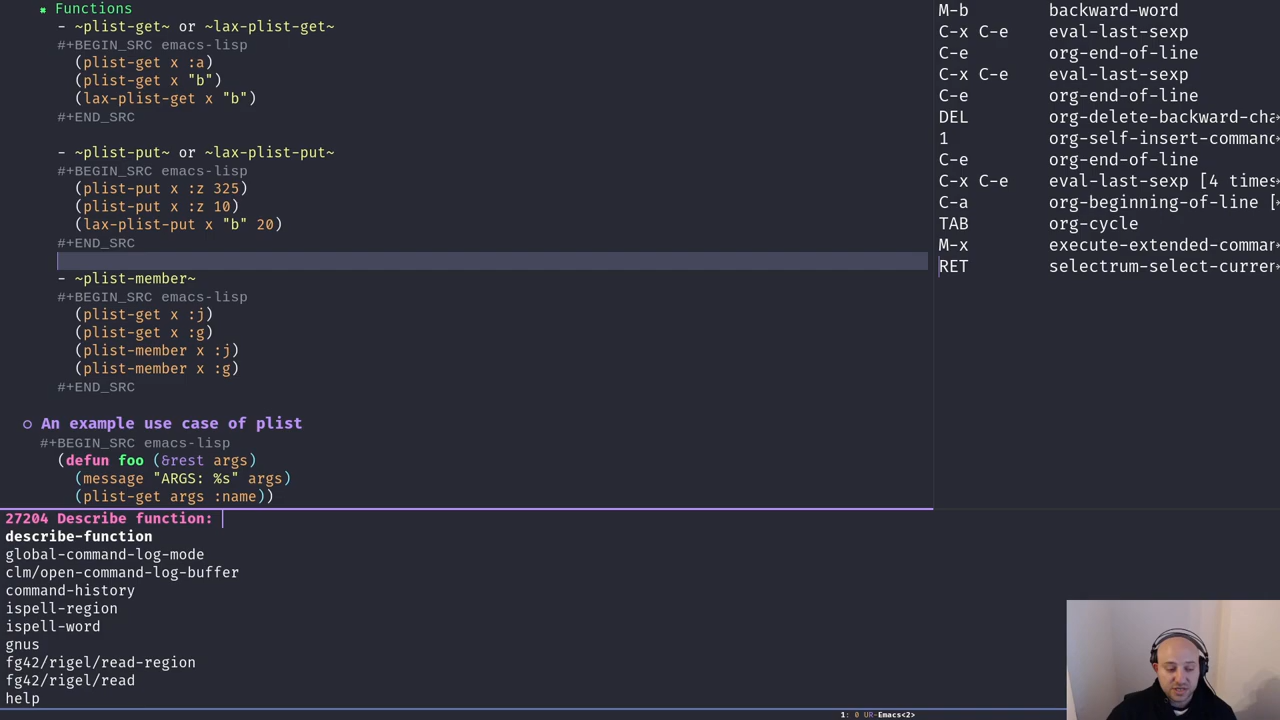 Functions
- ~plist-get~ or ~lax-plist-get~
#+BEGIN_SRC emacs-lisp
(plist-get x :a)
(plist-get x "b")
(lax-plist-get x "b")
#+END_SRC
- ~plist-put~ or ~lax-plist-put~
#+BEGIN_SRC emacs-lisp
(plist-put x :z 325)
(plist-put x :z 10)
(lax-plist-put x "b" 20)
#+END_SRC
- ~plist-member~
#+BEGIN_SRC emacs-lisp
(plist-get x :j)
(plist-get x :g)
(plist-member x :j)
(plist-member x :g)
#+END_SRC
An example use case of plist
#+BEGIN_SRC emacs-lisp
(defun foo (&rest args)
(message "ARGS: %s" args)
(plist-get args :name))
M-b backward-word
C-x C-e eval-last-sexp
C-e org-end-of-line
C-x C-e eval-last-sexp
C-e org-end-of-line
DEL org-delete-backward-cha
1 org-self-insert-command
C-e org-end-of-line
C-x C-e eval-last-sexp [4 times
C-a org-beginning-of-line [
TAB org-cycle
M-x execute-extended-comman
RET selectrum-select-curren
27204 Describe function:
describe-function
global-command-log-mode
clm/open-command-log-buffer
command-history
ispell-region
ispell-word
gnus
fg42/rigel/read-region
fg42/rigel/read
help
1: 0 UR-Emacs<2>